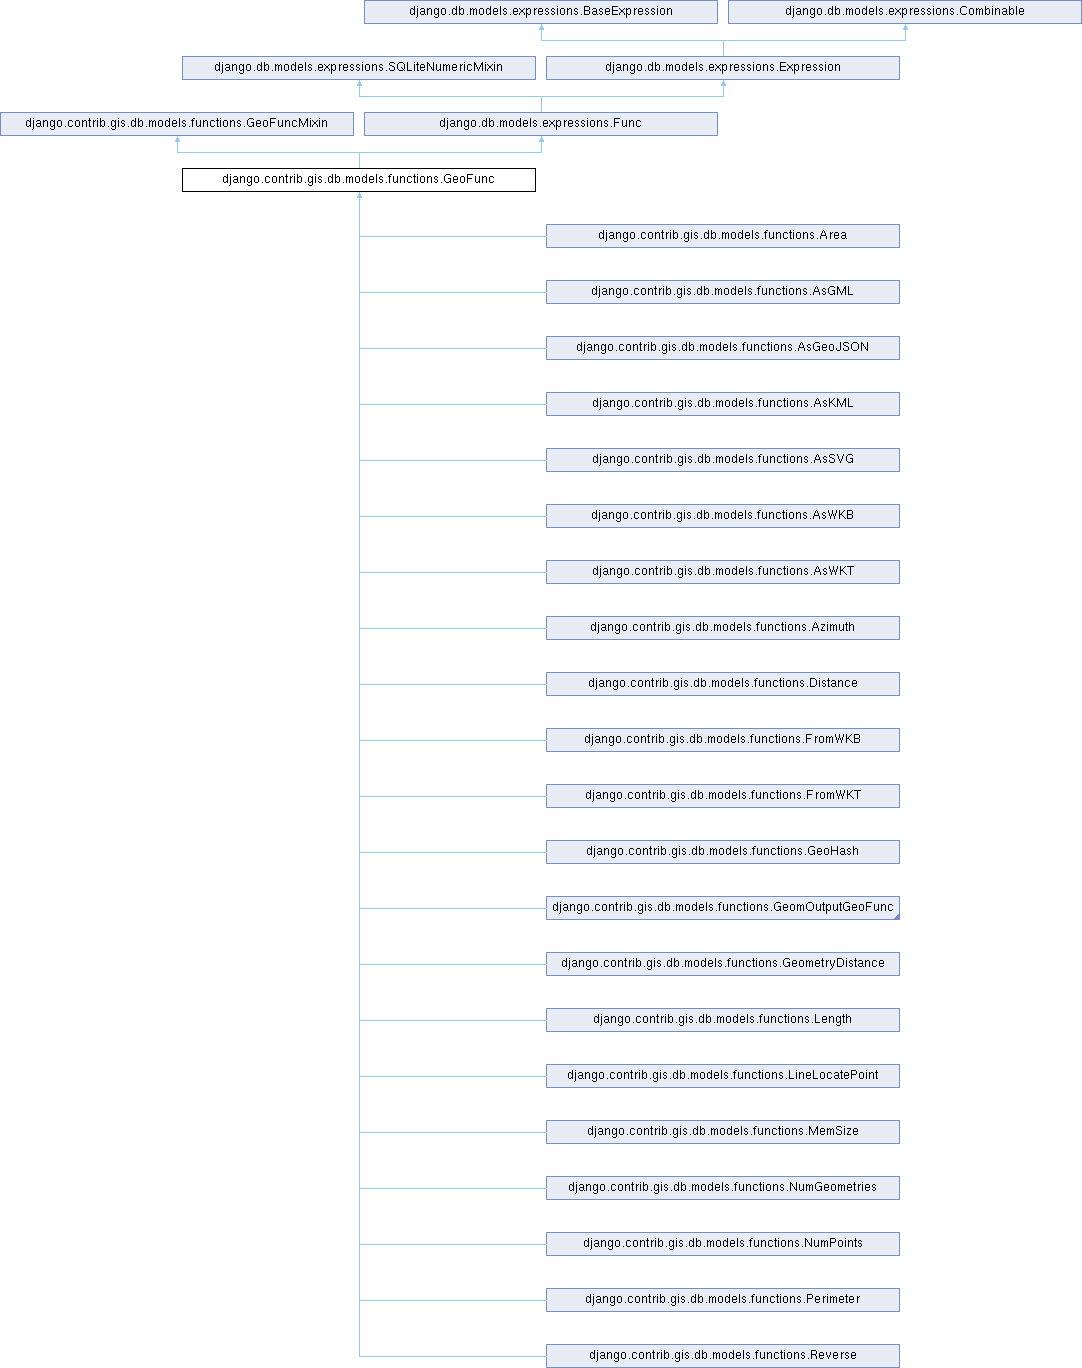 django.db.models.expressions.BaseExpression
django.db.models.expressions.Combinable
django.db.models.expressions.SQLiteNumericMixin
django.db.models.expressions.Expression
django.contrib.gis.db.models.functions.GeoFuncMixin
django.db.models.expressions.Func
django.contrib.gis.db.models.functions.GeoFunc
django.contrib.gis.db.models.functions.Area
django.contrib.gis.db.models.functions.AsGML
django.contrib.gis.db.models.functions.AsGeoJSON
django.contrib.gis.db.models.functions.AsKML
django.contrib.gis.db.models.functions.AsSVG
django.contrib.gis.db.models.functions.AsWKB
django.contrib.gis.db.models.functions.AsWKT
django.contrib.gis.db.models.functions.Azimuth
django.contrib.gis.db.models.functions.Distance
django.contrib.gis.db.models.functions.FromWKB
django.contrib.gis.db.models.functions.FromWKT
django.contrib.gis.db.models.functions.GeoHash
django.contrib.gis.db.models.functions.GeomOutputGeoFunc
django.contrib.gis.db.models.functions.GeometryDistance
django.contrib.gis.db.models.functions.Length
django.contrib.gis.db.models.functions.LineLocatePoint
django.contrib.gis.db.models.functions.MemSize
django.contrib.gis.db.models.functions.NumGeometries
django.contrib.gis.db.models.functions.NumPoints
django.contrib.gis.db.models.functions.Perimeter
django.contrib.gis.db.models.functions.Reverse